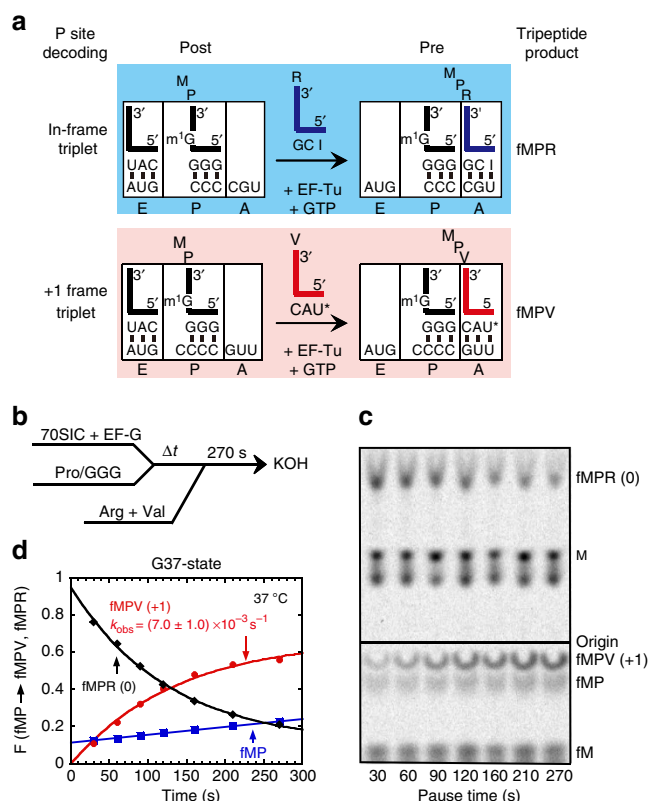 a
P site decoding
Post
Pre
Tripeptide product
In-frame triplet
M
P
3′
5′
UAC
AUG
m¹G
3′
5′
GGG
CCC
CGU
E P A
R
3′
5′
GC I
+ EF-Tu
+ GTP
M
P
R
AUG
m¹G
3′
5′
GGG
CCC
3'
5′
GC I
CGU
E P A
fMPR
+1 frame triplet
M
P
3′
5′
UAC
AUG
m¹G
3′
5′
GGG
CCCC
GUU
E P A
V
3′
5′
CAU*
+ EF-Tu
+ GTP
M
P
V
AUG
m¹G
3′
5′
GGG
CCCC
3′
5
CAU*
GUU
E P A
fMPV
b
70SIC + EF-G
Pro/GGG
Δt
270 s
KOH
Arg + Val
c
fMPR (0)
M
Origin
fMPV (+1)
fMP
fM
30 60 90 120 160 210 270
Pause time (s)
d
G37-state
37 °C
fMPV (+1)
kobs = (7.0 ± 1.0) ×10⁻³ s⁻¹
fMPR (0)
fMP
F (fMP → fMPV, fMPR)
1
0.8
0.6
0.4
0.2
0
0 50 100 150 200 250 300
Time (s)